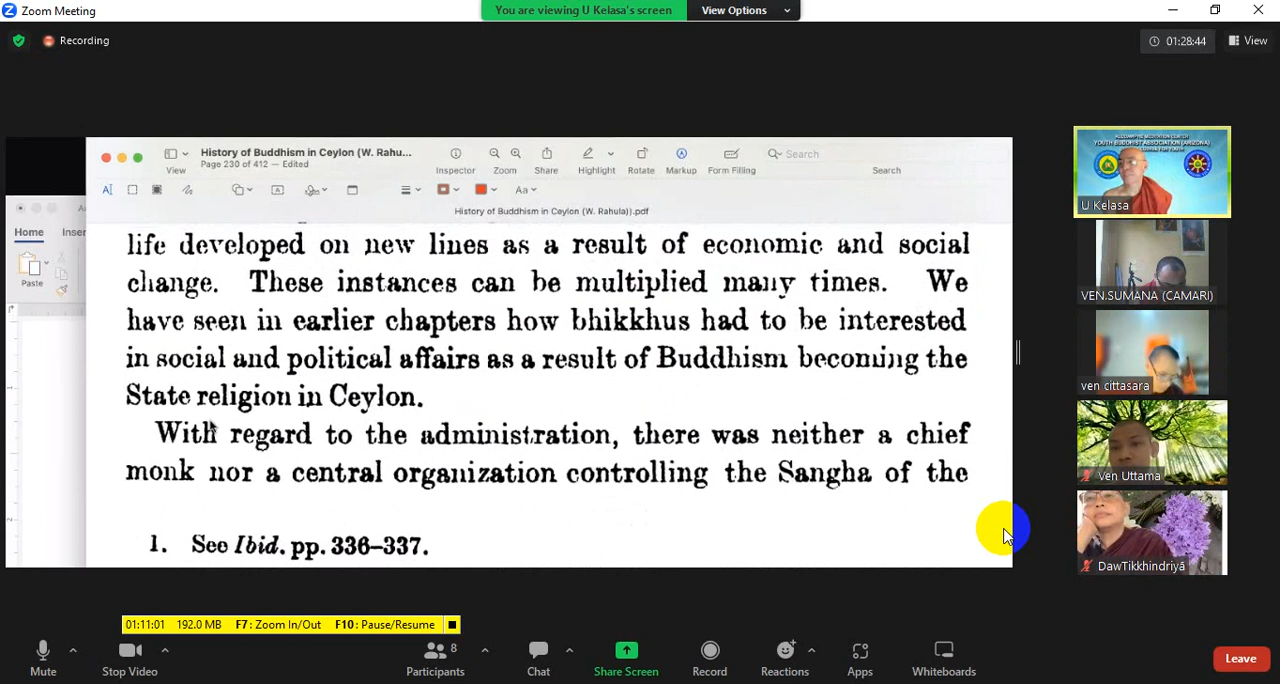 Zoom Meeting
You are viewing U Kelasa's screen
View Options
Recording
01:28:44
View
History of Buddhism in Ceylon (W. Rahu...
Page 230 of 412 — Edited
View
Inspector
Zoom
Share
Highlight
Rotate
Markup
Form Filling
Search
Search
A
Aa
History of Buddhism in Ceylon (W. Rahula)).pdf
Home
Inser
Paste
life developed on new lines as a result of economic and social
change. These instances can be multiplied many times. We
have seen in earlier chapters how bhikkhus had to be interested
in social and political affairs as a result of Buddhism becoming the
State religion in Ceylon.
With regard to the administration, there was neither a chief
monk nor a central organization controlling the Sangha of the
1. See Ibid. pp. 336–337.
YOUTH BUDDHIST ASSOCIATION (ARIZONA)
U Kelasa
VEN.SUMANA (CAMARI)
ven cittasara
Ven Uttama
DawTikkhindriyā
01:11:01 192.0 MB F7 : Zoom In/Out F10 : Pause/Resume
Mute
Stop Video
8
Participants
Chat
Share Screen
Record
Reactions
Apps
Whiteboards
Leave